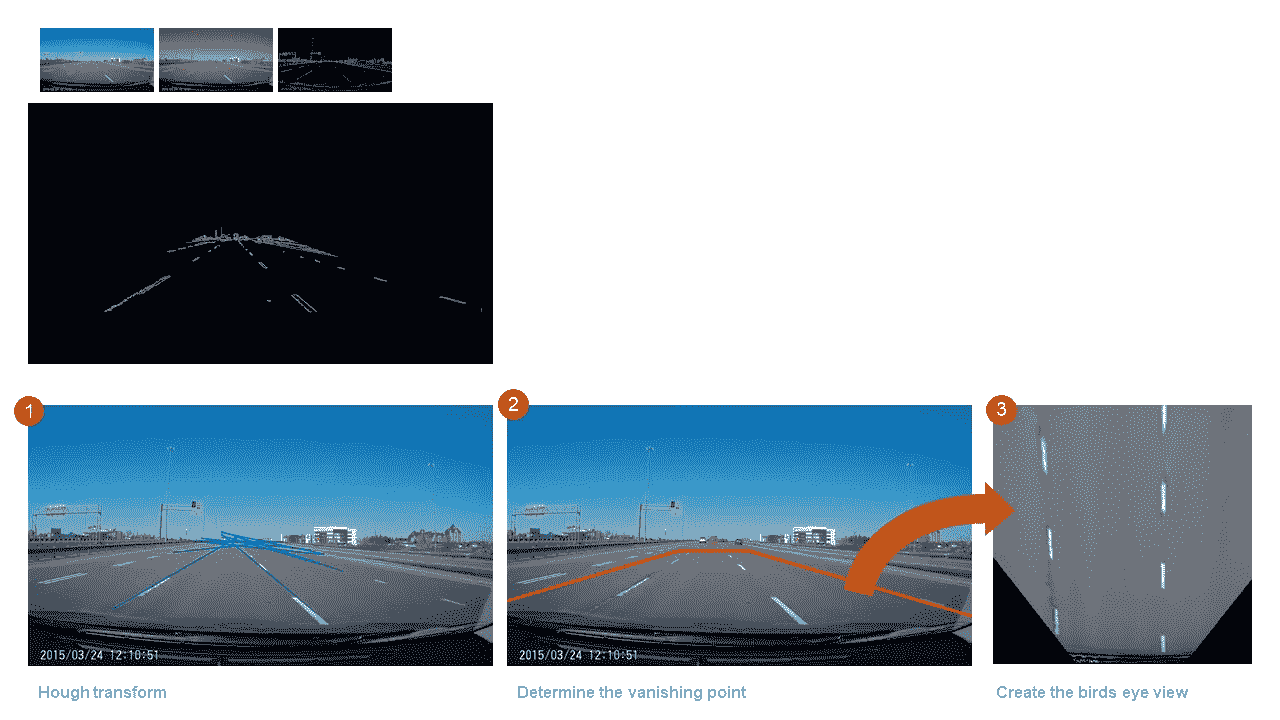 1
2
3
2015/03/24 12:10:51
2015/03/24 12:10:51
Hough transform
Determine the vanishing point
Create the birds eye view